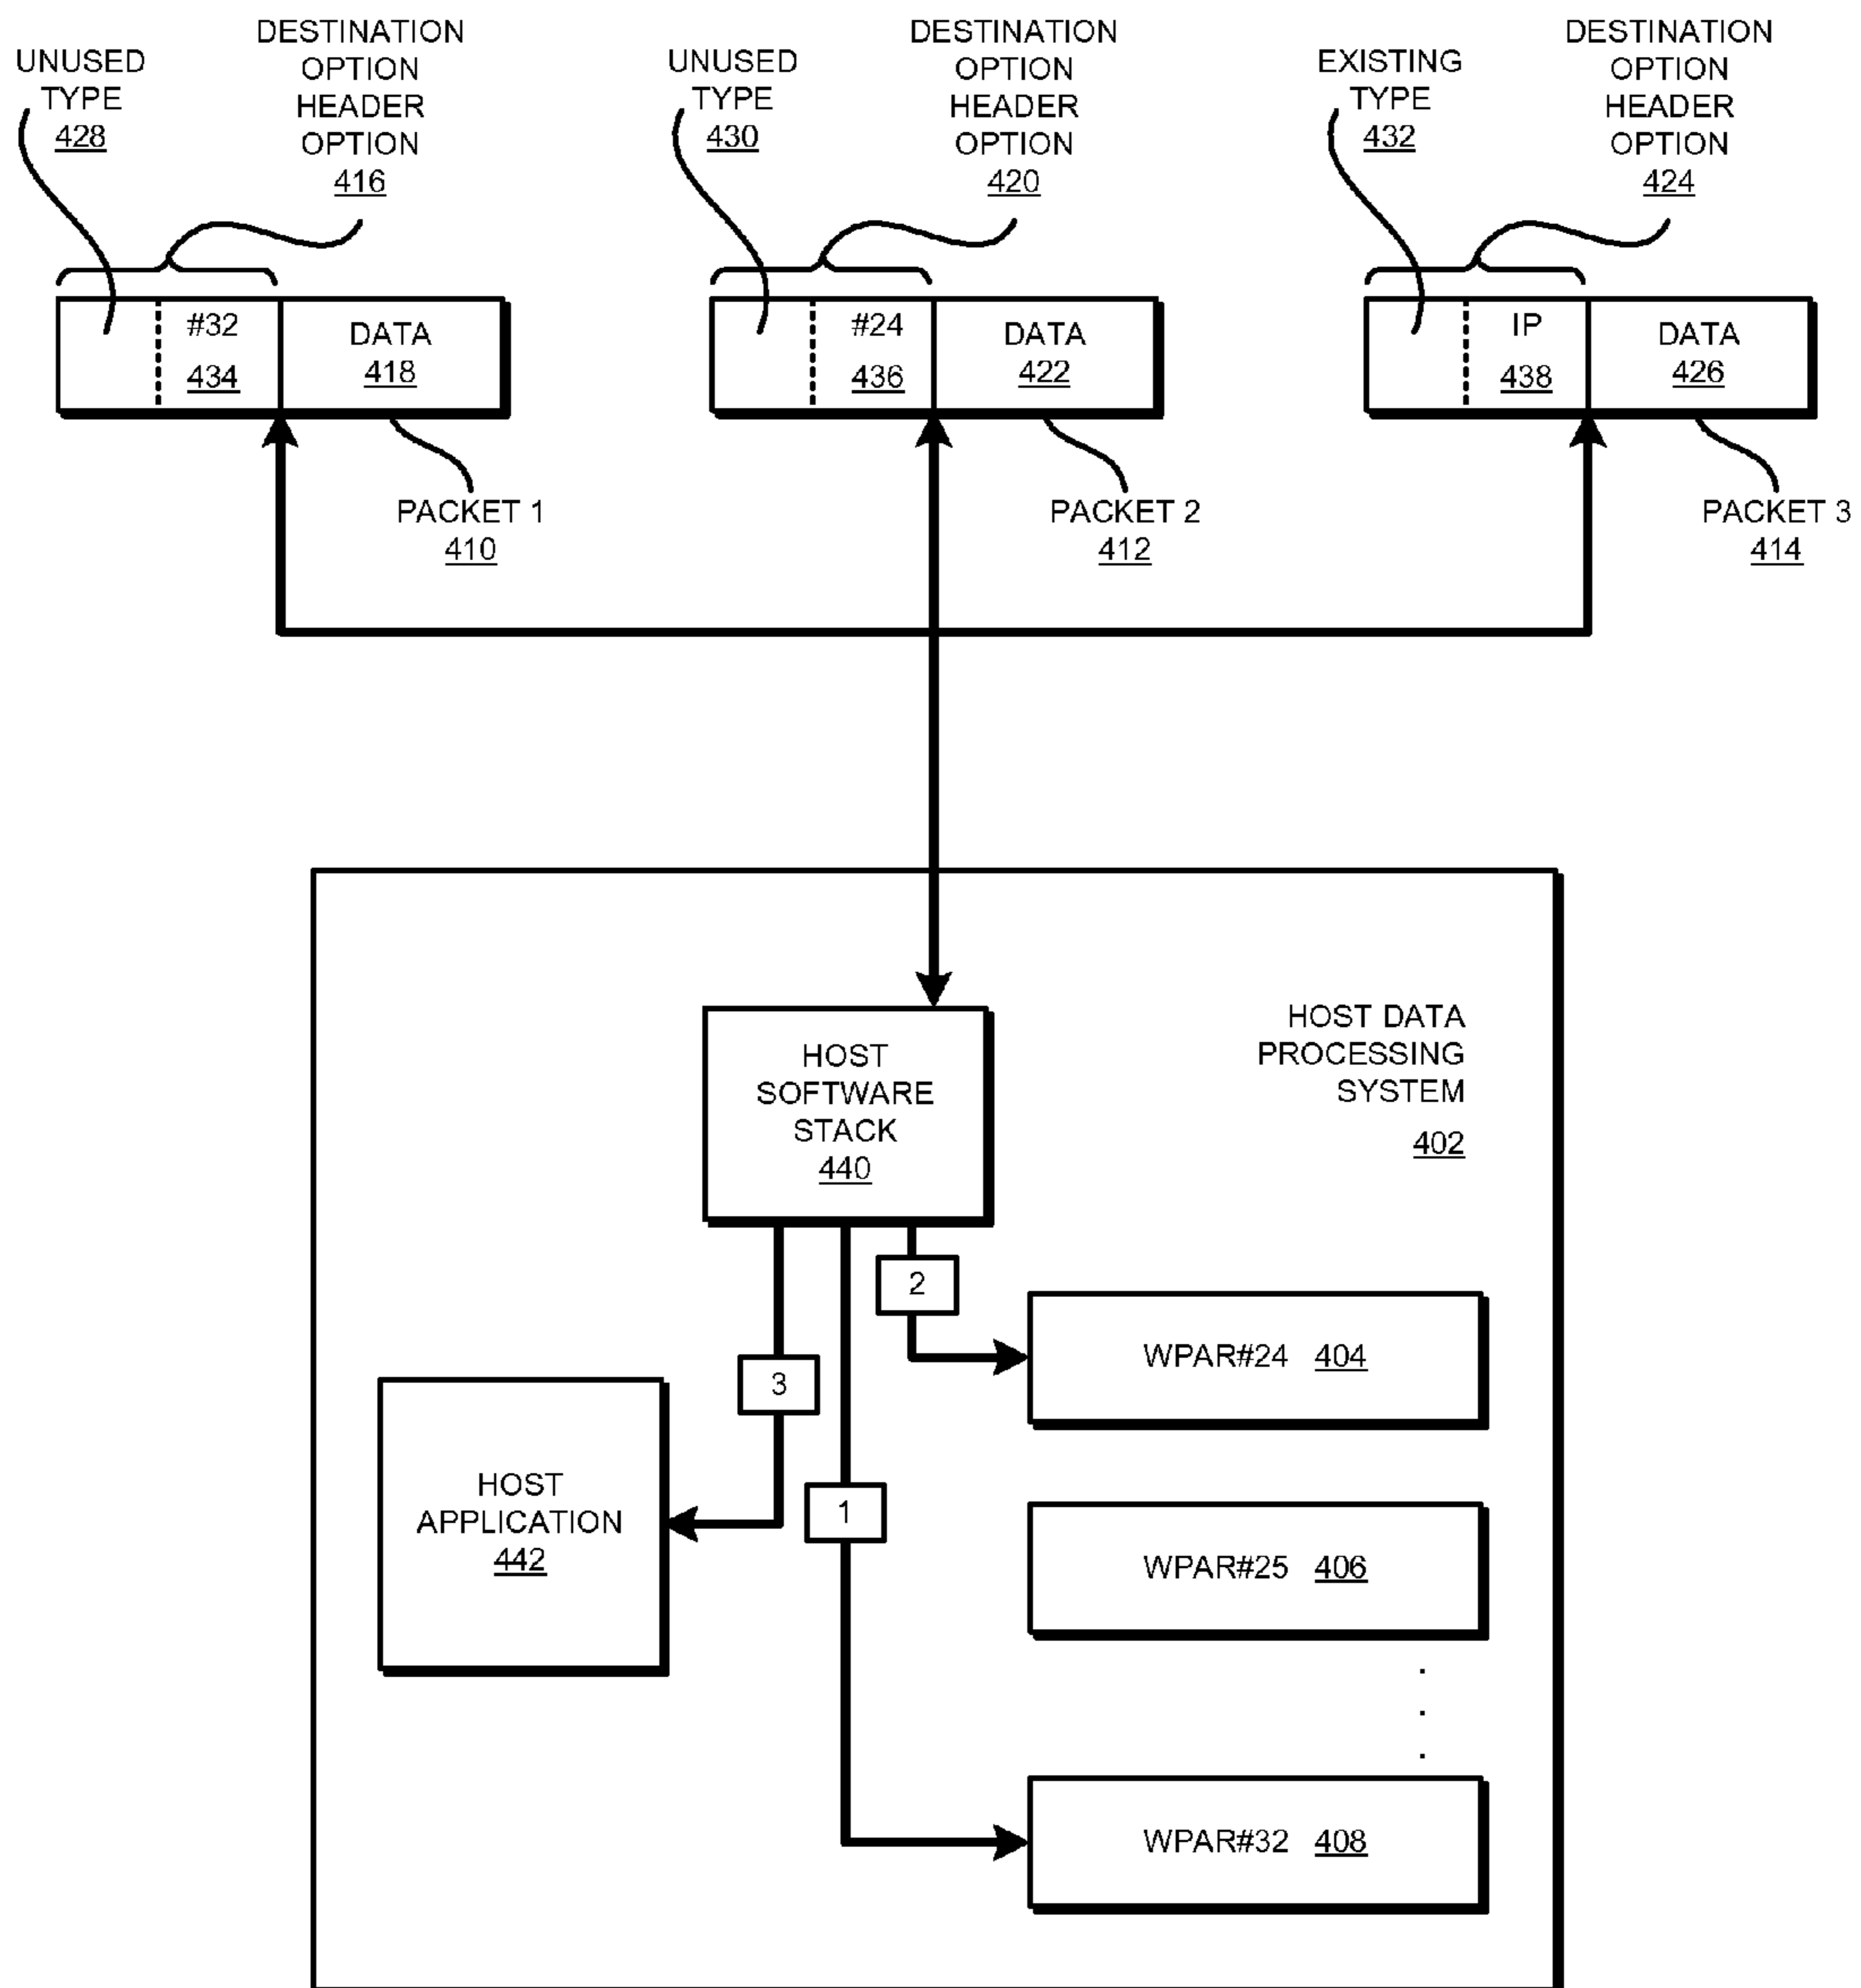 UNUSED
TYPE
428
DESTINATION
OPTION
HEADER
OPTION
416
UNUSED
TYPE
430
DESTINATION
OPTION
HEADER
OPTION
420
EXISTING
TYPE
432
DESTINATION
OPTION
HEADER
OPTION
424
#32
434
DATA
418
#24
436
DATA
422
IP
438
DATA
426
PACKET 1
410
PACKET 2
412
PACKET 3
414
HOST DATA
PROCESSING
SYSTEM
402
HOST
SOFTWARE
STACK
440
2
3
1
WPAR#24 404
HOST
APPLICATION
442
WPAR#25 406
WPAR#32 408